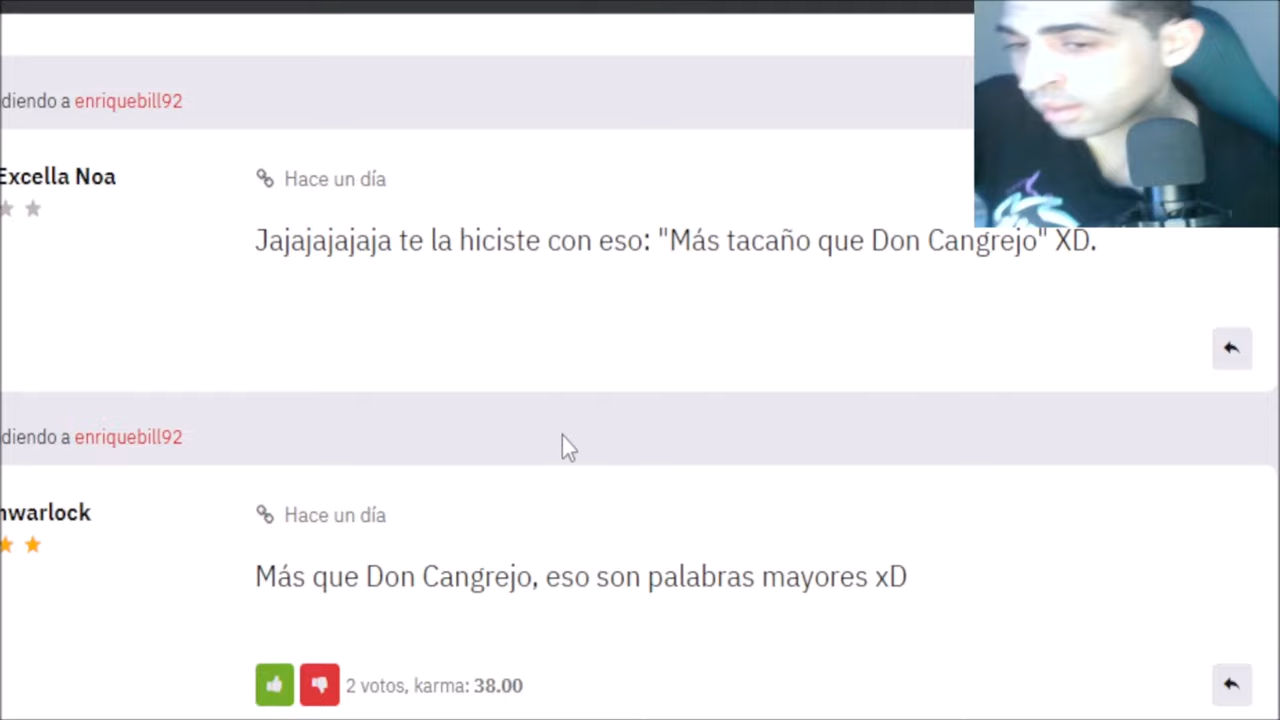 diendo a enriquebill92
Excella Noa
Hace un día
Jajajajajaja te la hiciste con eso: "Más tacaño que Don Cangrejo" XD.
diendo a enriquebill92
nwarlock
Hace un día
Más que Don Cangrejo, eso son palabras mayores xD
2 votos, karma: 38.00